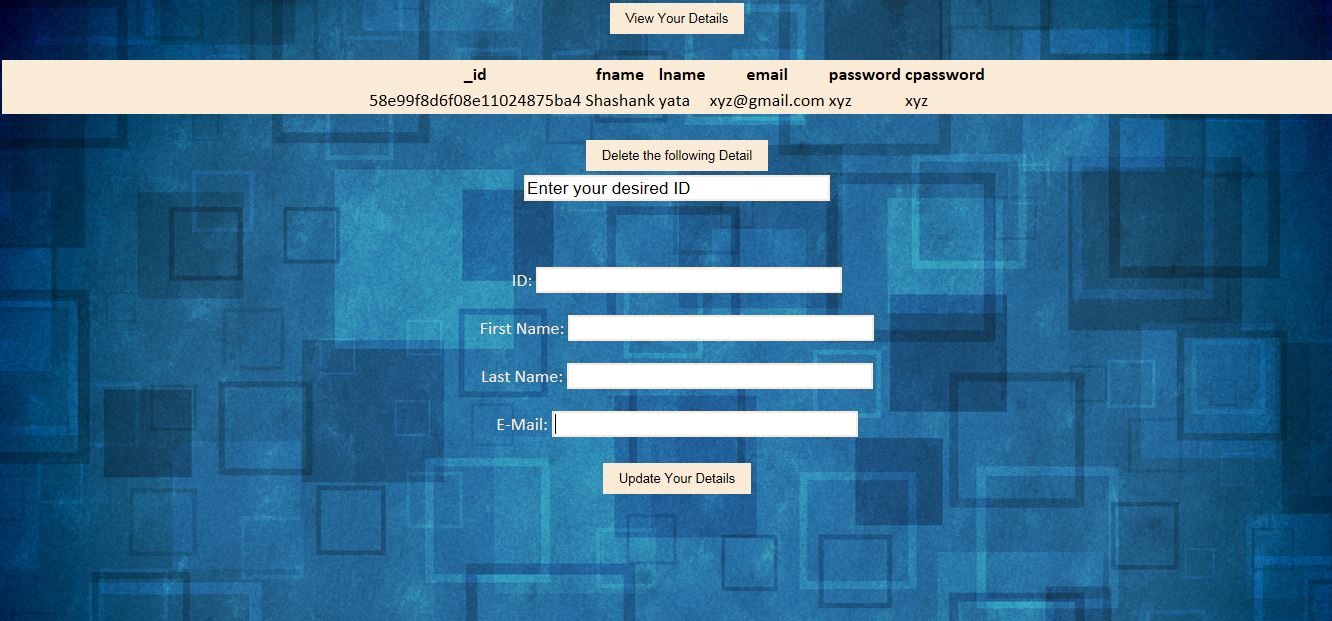 View Your Details
_id fname lname email password cpassword
58e99f8d6f08e11024875ba4 Shashank yata xyz@gmail.com xyz xyz
Delete the following Detail
Enter your desired ID
ID:
First Name:
Last Name:
E-Mail:
Update Your Details